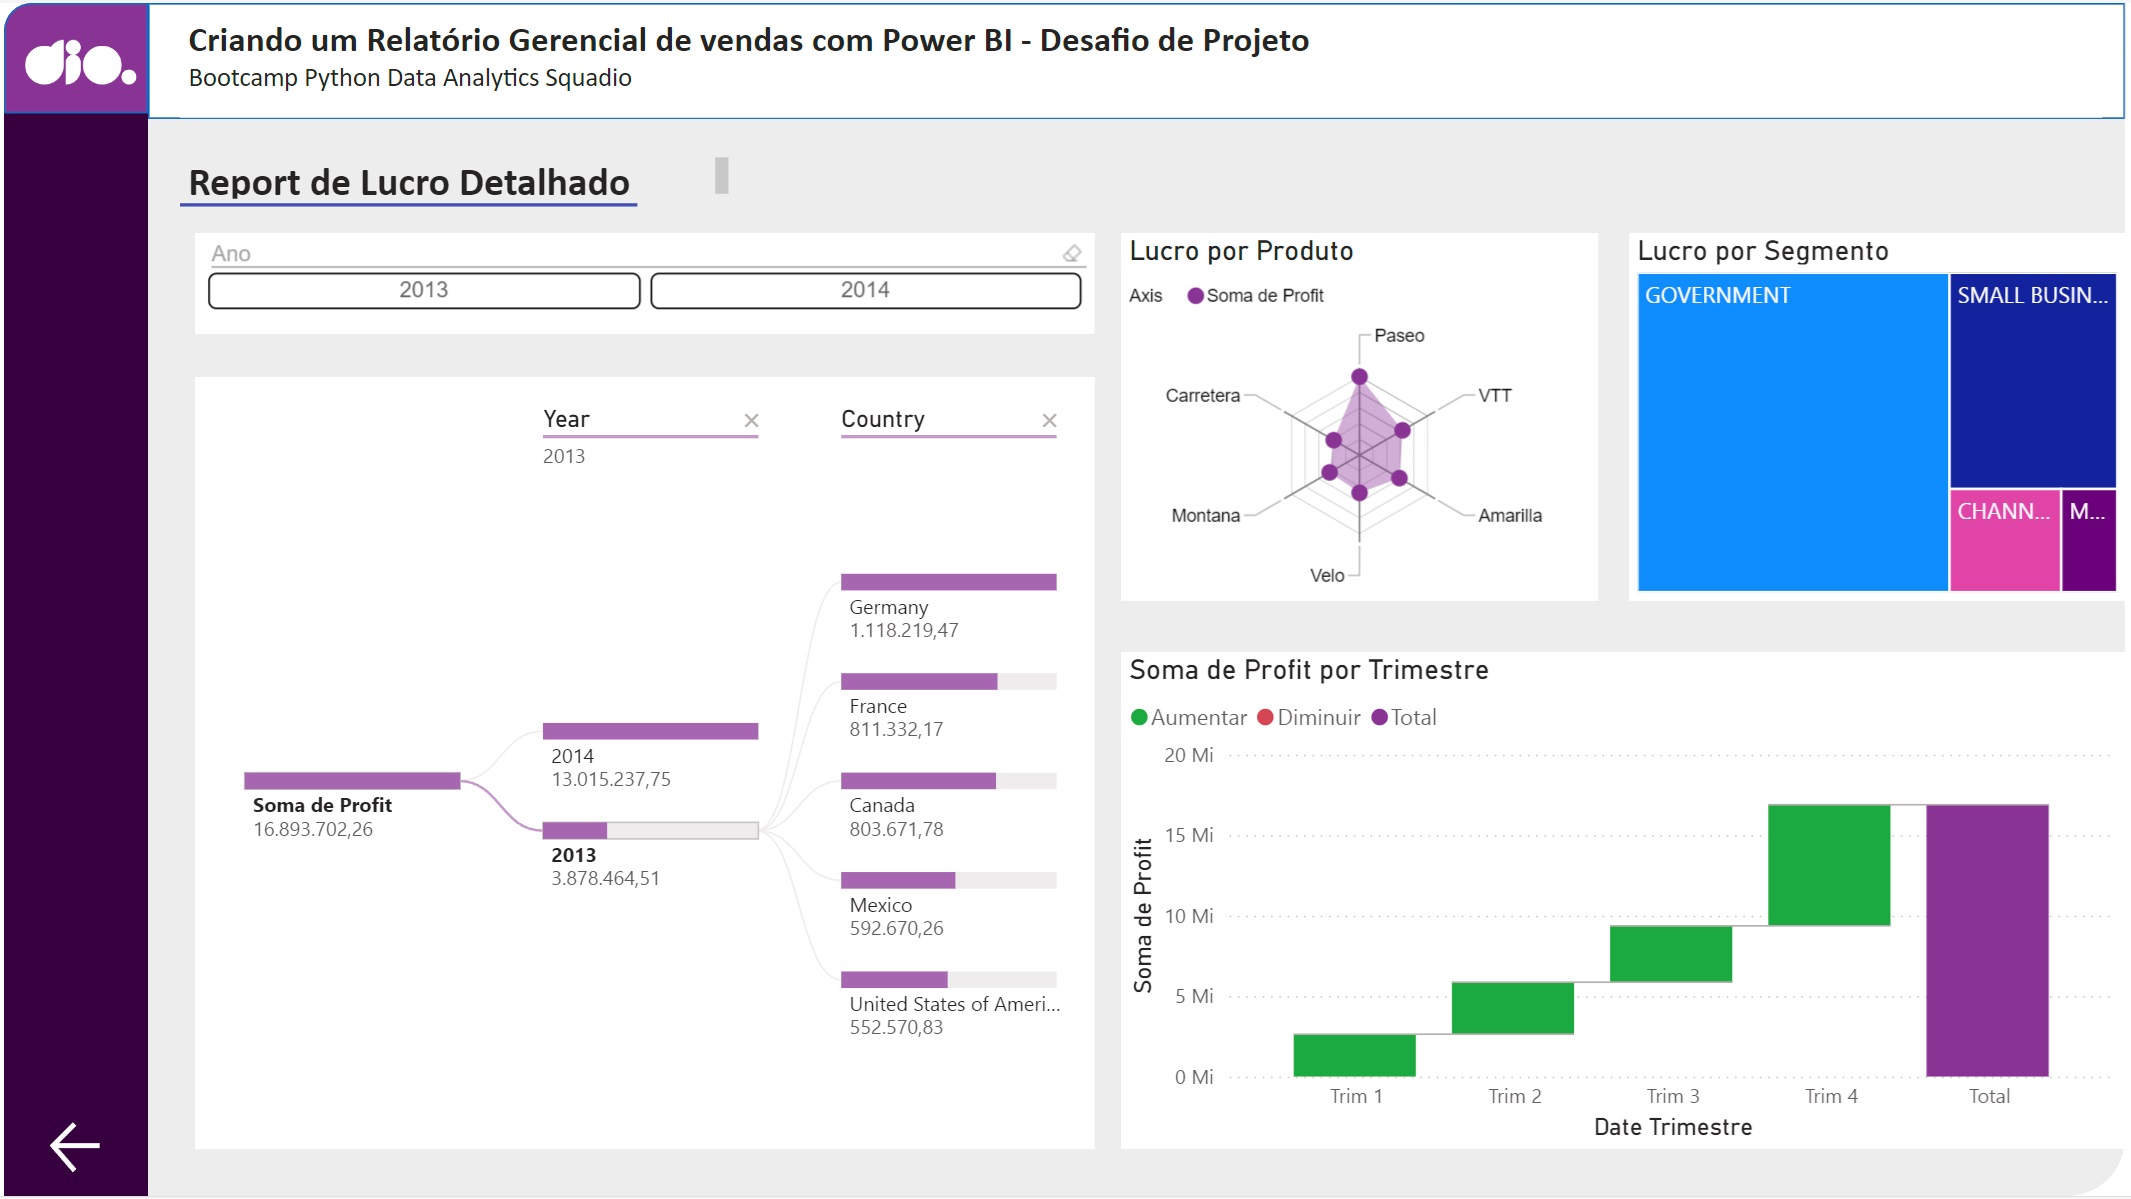 dio.
Criando um Relatório Gerencial de vendas com Power BI - Desafio de Projeto
Bootcamp Python Data Analytics Squadio
Report de Lucro Detalhado
Ano
2013
2014
Year
2013
Country
Soma de Profit
16.893.702,26
2014
13.015.237,75
2013
3.878.464,51
Germany
1.118.219,47
France
811.332,17
Canada
803.671,78
Mexico
592.670,26
United States of Ameri...
552.570,83
Lucro por Produto
Axis Soma de Profit
Paseo
Carretera
VTT
Montana
Amarilla
Velo
Lucro por Segmento
GOVERNMENT
SMALL BUSIN...
CHANN...
M...
Soma de Profit por Trimestre
Aumentar Diminuir Total
Soma de Profit
20 Mi
15 Mi
10 Mi
5 Mi
0 Mi
Trim 1 Trim 2 Trim 3 Trim 4 Total
Date Trimestre